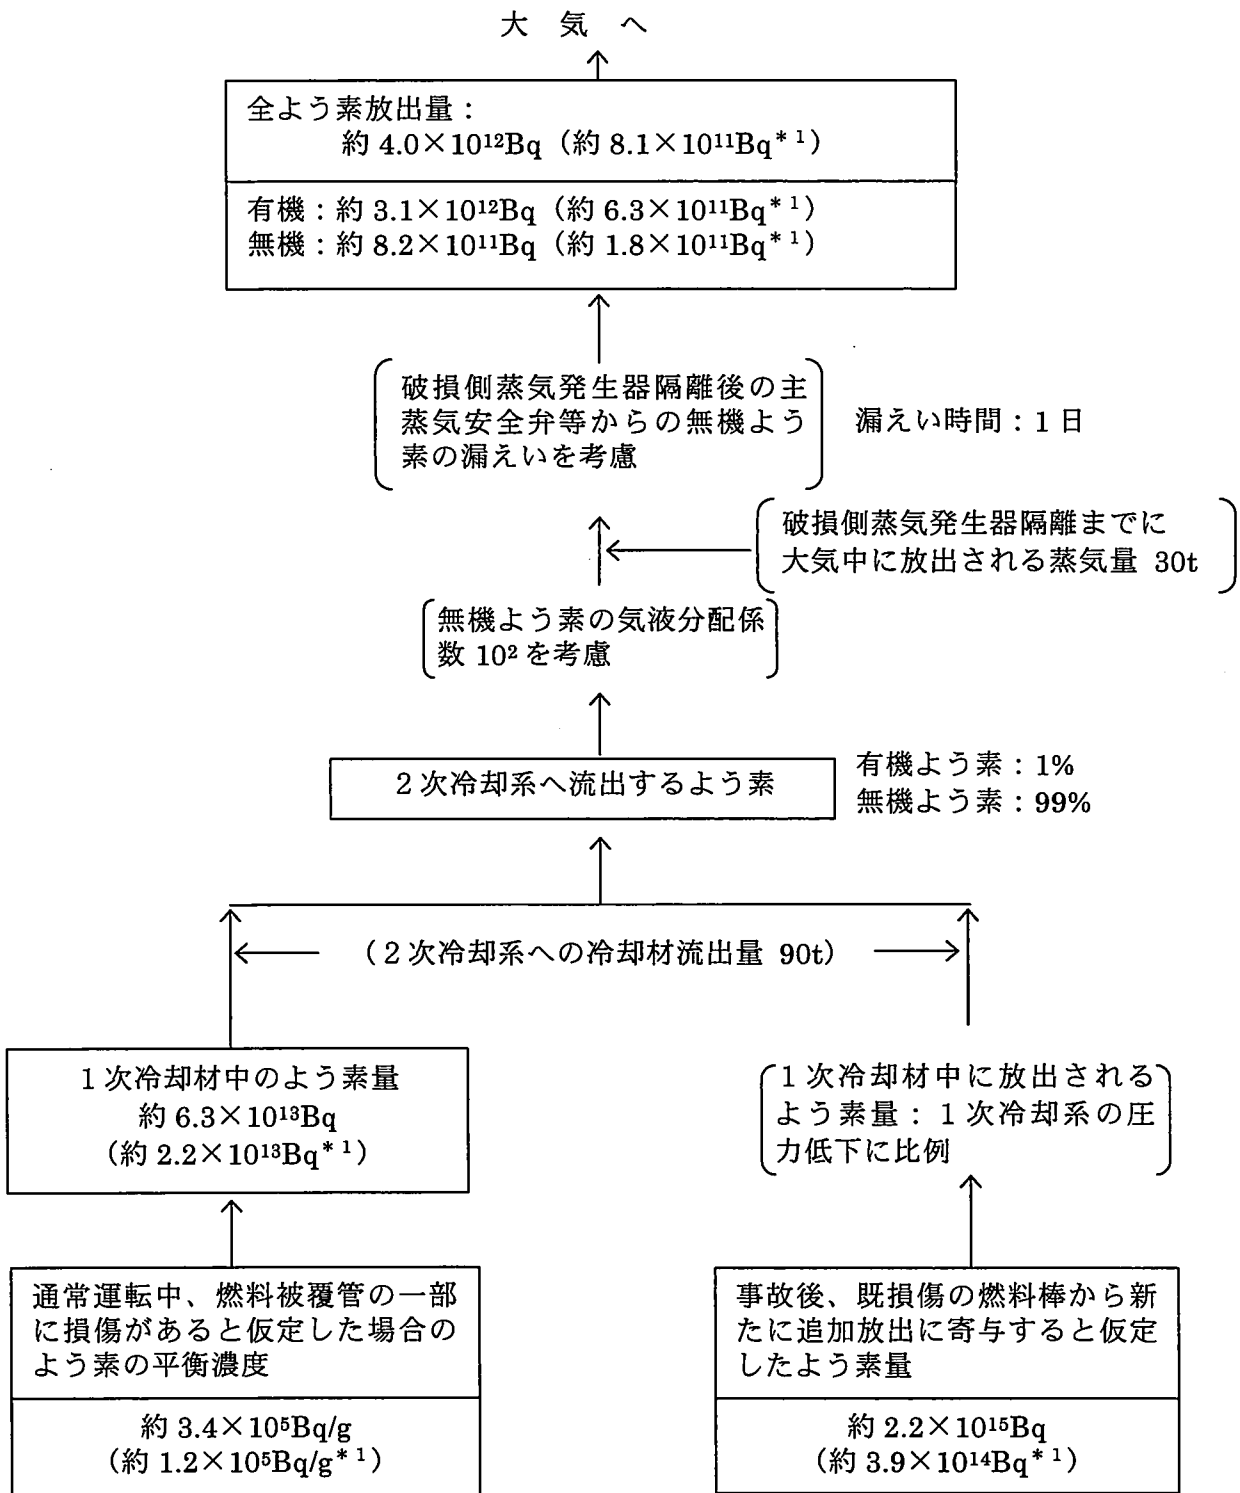 大 気 へ
全よう素放出量:
約 4.0×10¹²Bq(約 8.1×10¹¹Bq*¹)
有機:約 3.1×10¹²Bq(約 6.3×10¹¹Bq*¹)
無機:約 8.2×10¹¹Bq(約 1.8×10¹¹Bq*¹)
破損側蒸気発生器隔離後の主
蒸気安全弁等からの無機よう
素の漏えいを考慮
漏えい時間:1日
破損側蒸気発生器隔離までに
大気中に放出される蒸気量 30t
無機よう素の気液分配係
数 10² を考慮
2次冷却系へ流出するよう素
有機よう素:1%
無機よう素:99%
(2次冷却系への冷却材流出量 90t)
1次冷却材中のよう素量
約 6.3×10¹³Bq
(約 2.2×10¹³Bq*¹)
1次冷却材中に放出される
よう素量:1次冷却系の圧
力低下に比例
通常運転中、燃料被覆管の一部
に損傷があると仮定した場合の
よう素の平衡濃度
約 3.4×10⁵Bq/g
(約 1.2×10⁵Bq/g*¹)
事故後、既損傷の燃料棒から新
たに追加放出に寄与すると仮定
したよう素量
約 2.2×10¹⁵Bq
(約 3.9×10¹⁴Bq*¹)